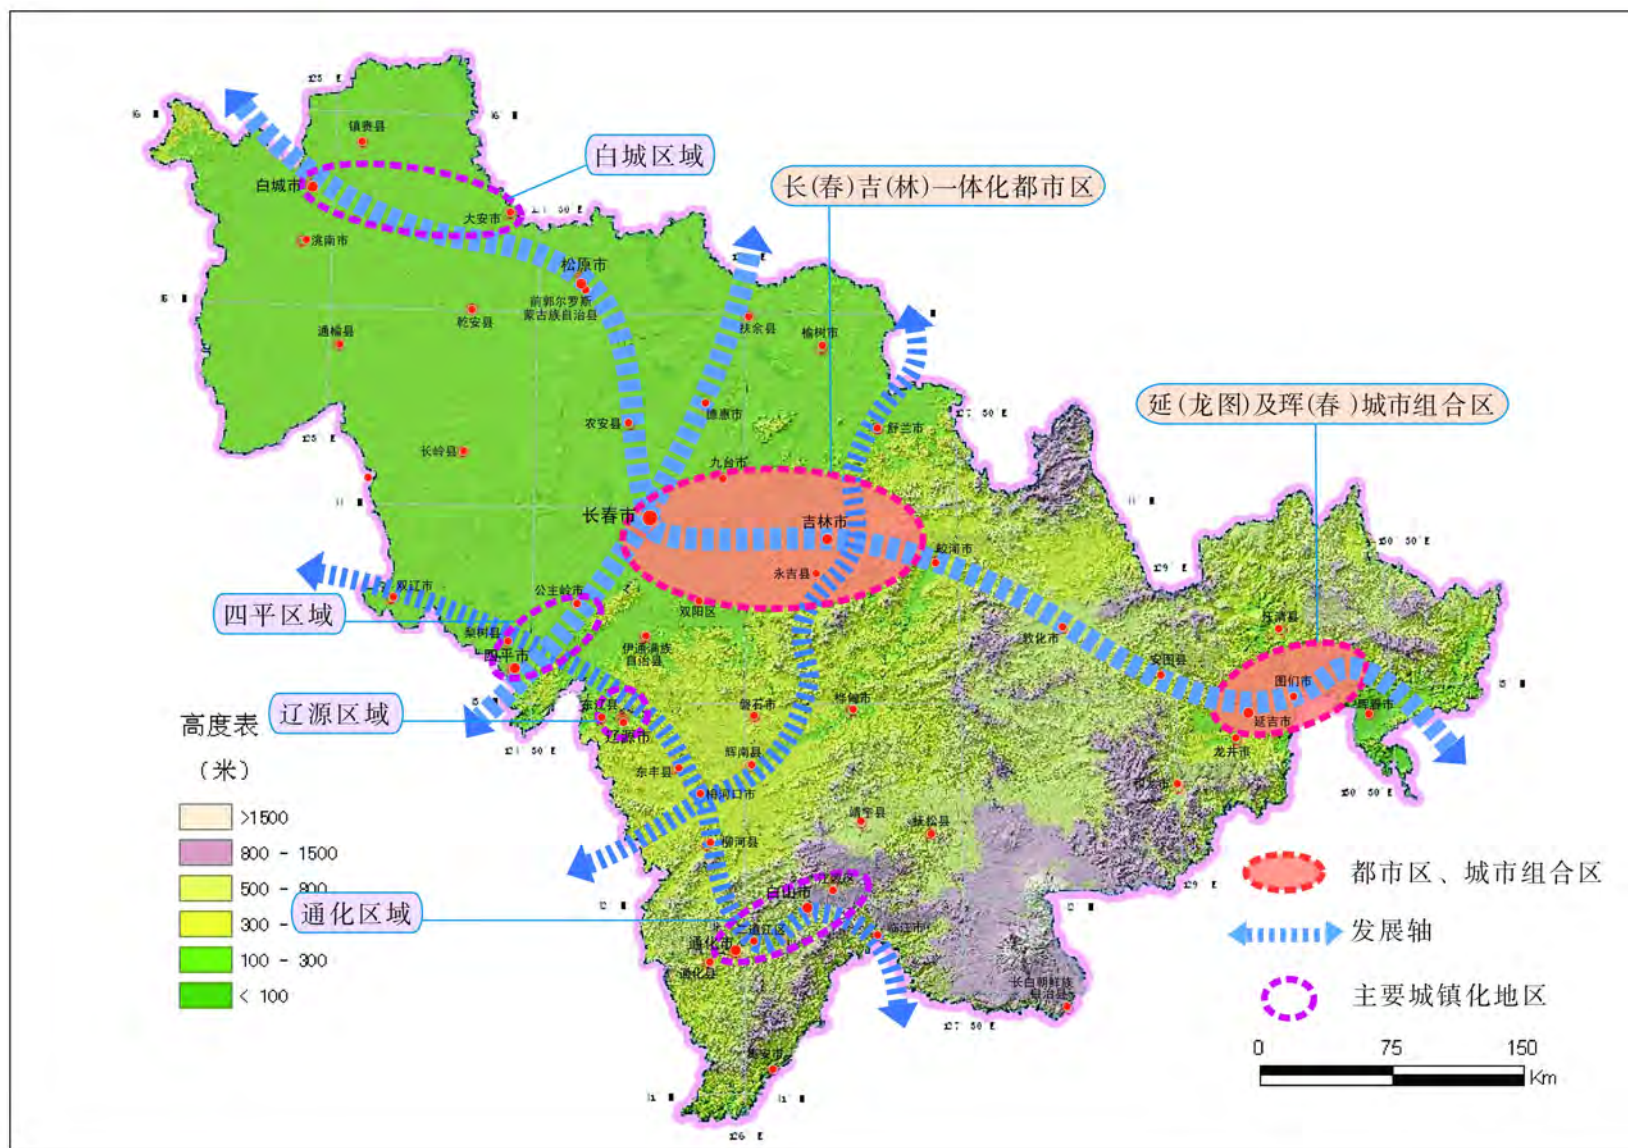 镇赉县
白城市
大安市
洮南市
白城区域
长(春)吉(林)一体化都市区
松原市
前郭尔罗斯
蒙古族自治县
乾安县
通榆县
扶余县
榆树市
延(龙图)及珲(春)城市组合区
德惠市
农安县
舒兰市
长岭县
九台市
长春市
吉林市
蛟河市
永吉县
双辽市
公主岭市
双阳区
四平区域
梨树县
四平市
伊通满族
自治县
敦化市
汪清县
安图县
图们市
延吉市
珲春市
龙井市
辽源区域
东辽县
辽源市
磐石市
桦甸市
辉南县
东丰县
梅河口市
柳河县
靖宇县
抚松县
高度表
(米)
>1500
800 - 1500
500 - 800
300 -
100 - 300
< 100
通化区域
白山市
江源区
二道江区
通化市
通化县
临江市
长白朝鲜族
自治县
集安市
都市区、城市组合区
发展轴
主要城镇化地区
0 75 150
Km